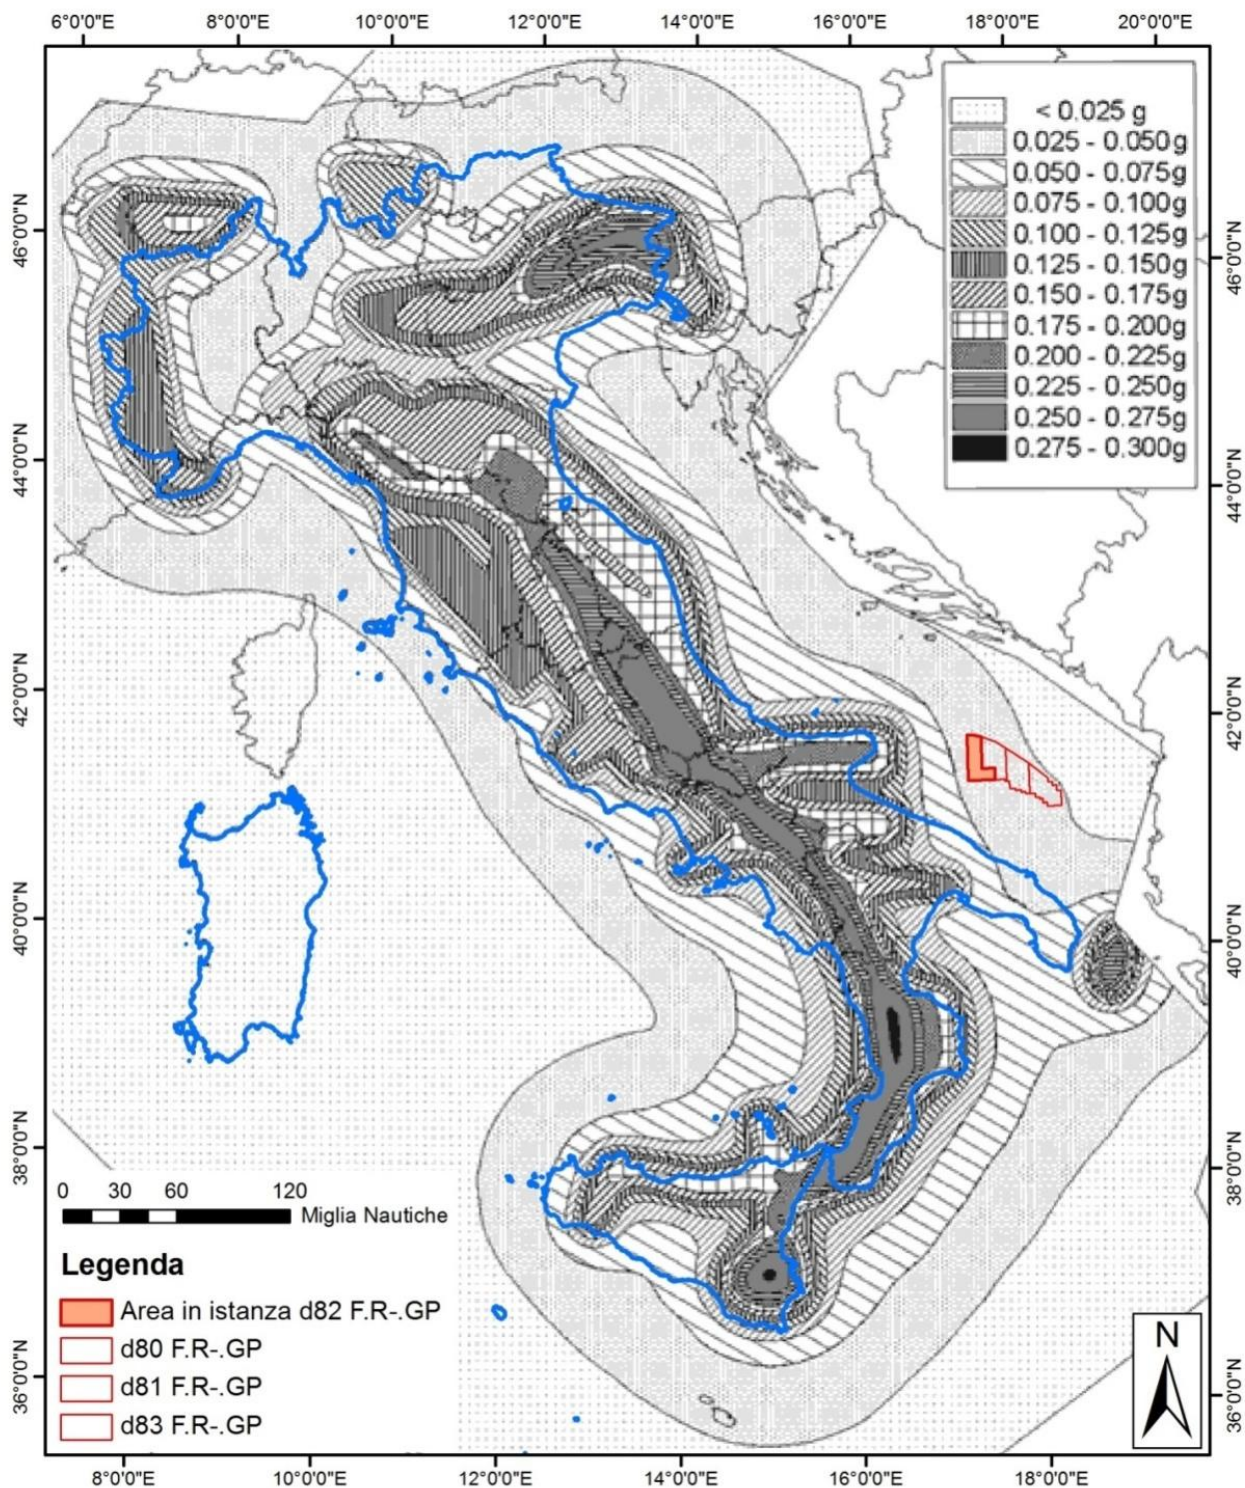 6°0'0"E 8°0'0"E 10°0'0"E 12°0'0"E 14°0'0"E 16°0'0"E 18°0'0"E 20°0'0"E
< 0.025 g
0.025 - 0.050g
0.050 - 0.075g
0.075 - 0.100g
0.100 - 0.125g
0.125 - 0.150g
0.150 - 0.175g
0.175 - 0.200g
0.200 - 0.225g
0.225 - 0.250g
0.250 - 0.275g
0.275 - 0.300g
46°0'0"N
44°0'0"N
42°0'0"N
40°0'0"N
38°0'0"N
36°0'0"N
46°0'0"N
44°0'0"N
42°0'0"N
40°0'0"N
38°0'0"N
36°0'0"N
0 30 60 120
Miglia Nautiche
Legenda
Area in istanza d82 F.R-.GP
d80 F.R-.GP
d81 F.R-.GP
d83 F.R-.GP
N
8°0'0"E 10°0'0"E 12°0'0"E 14°0'0"E 16°0'0"E 18°0'0"E